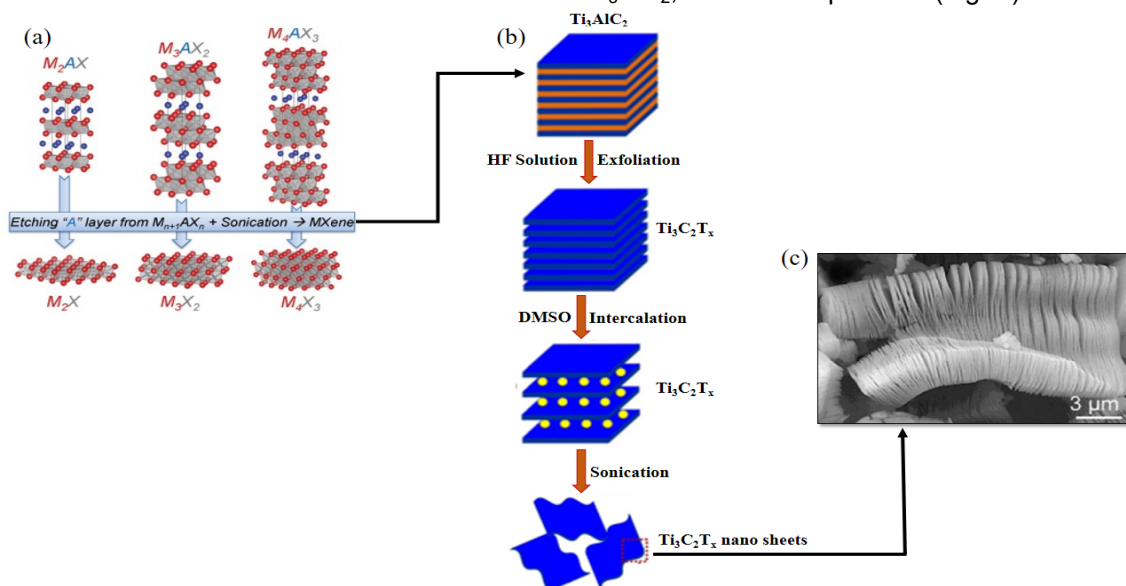 (a)
M₂AX
M₃AX₂
M₄AX₃
Etching "A" layer from Mₙ₊₁AXₙ + Sonication → MXene
M₂X
M₃X₂
M₄X₃
(b)
Ti₃AlC₂
HF Solution Exfoliation
Ti₃C₂Tₓ
DMSO Intercalation
Ti₃C₂Tₓ
Sonication
Ti₃C₂Tₓ nano sheets
(c)
3 μm